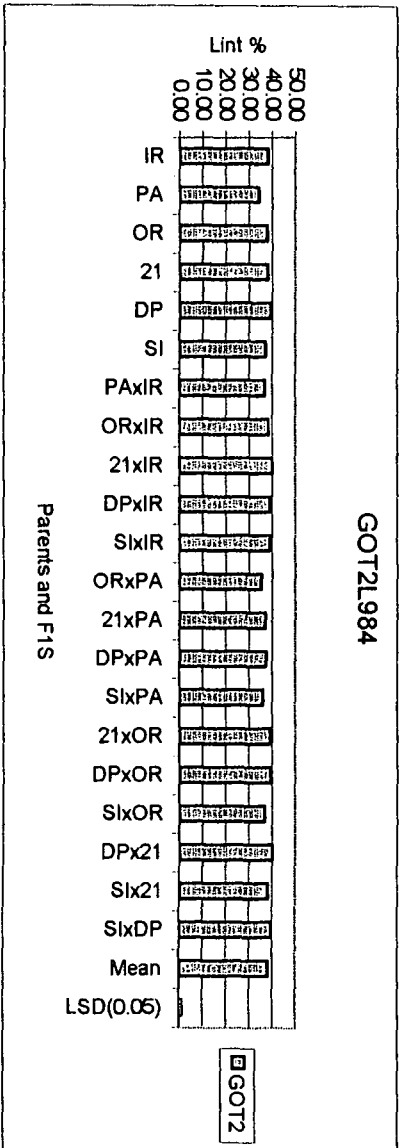 GOT2L984
Lint %
50.00
40.00
30.00
20.00
10.00
0.00
IR
PA
OR
21
DP
SI
PAxIR
ORxIR
21xIR
DPxIR
SIxIR
ORxPA
21xPA
DPxPA
SIxPA
21xOR
DPxOR
SIxOR
DPx21
SIx21
SIxDP
Mean
LSD(0.05)
Parents and F1S
GOT2